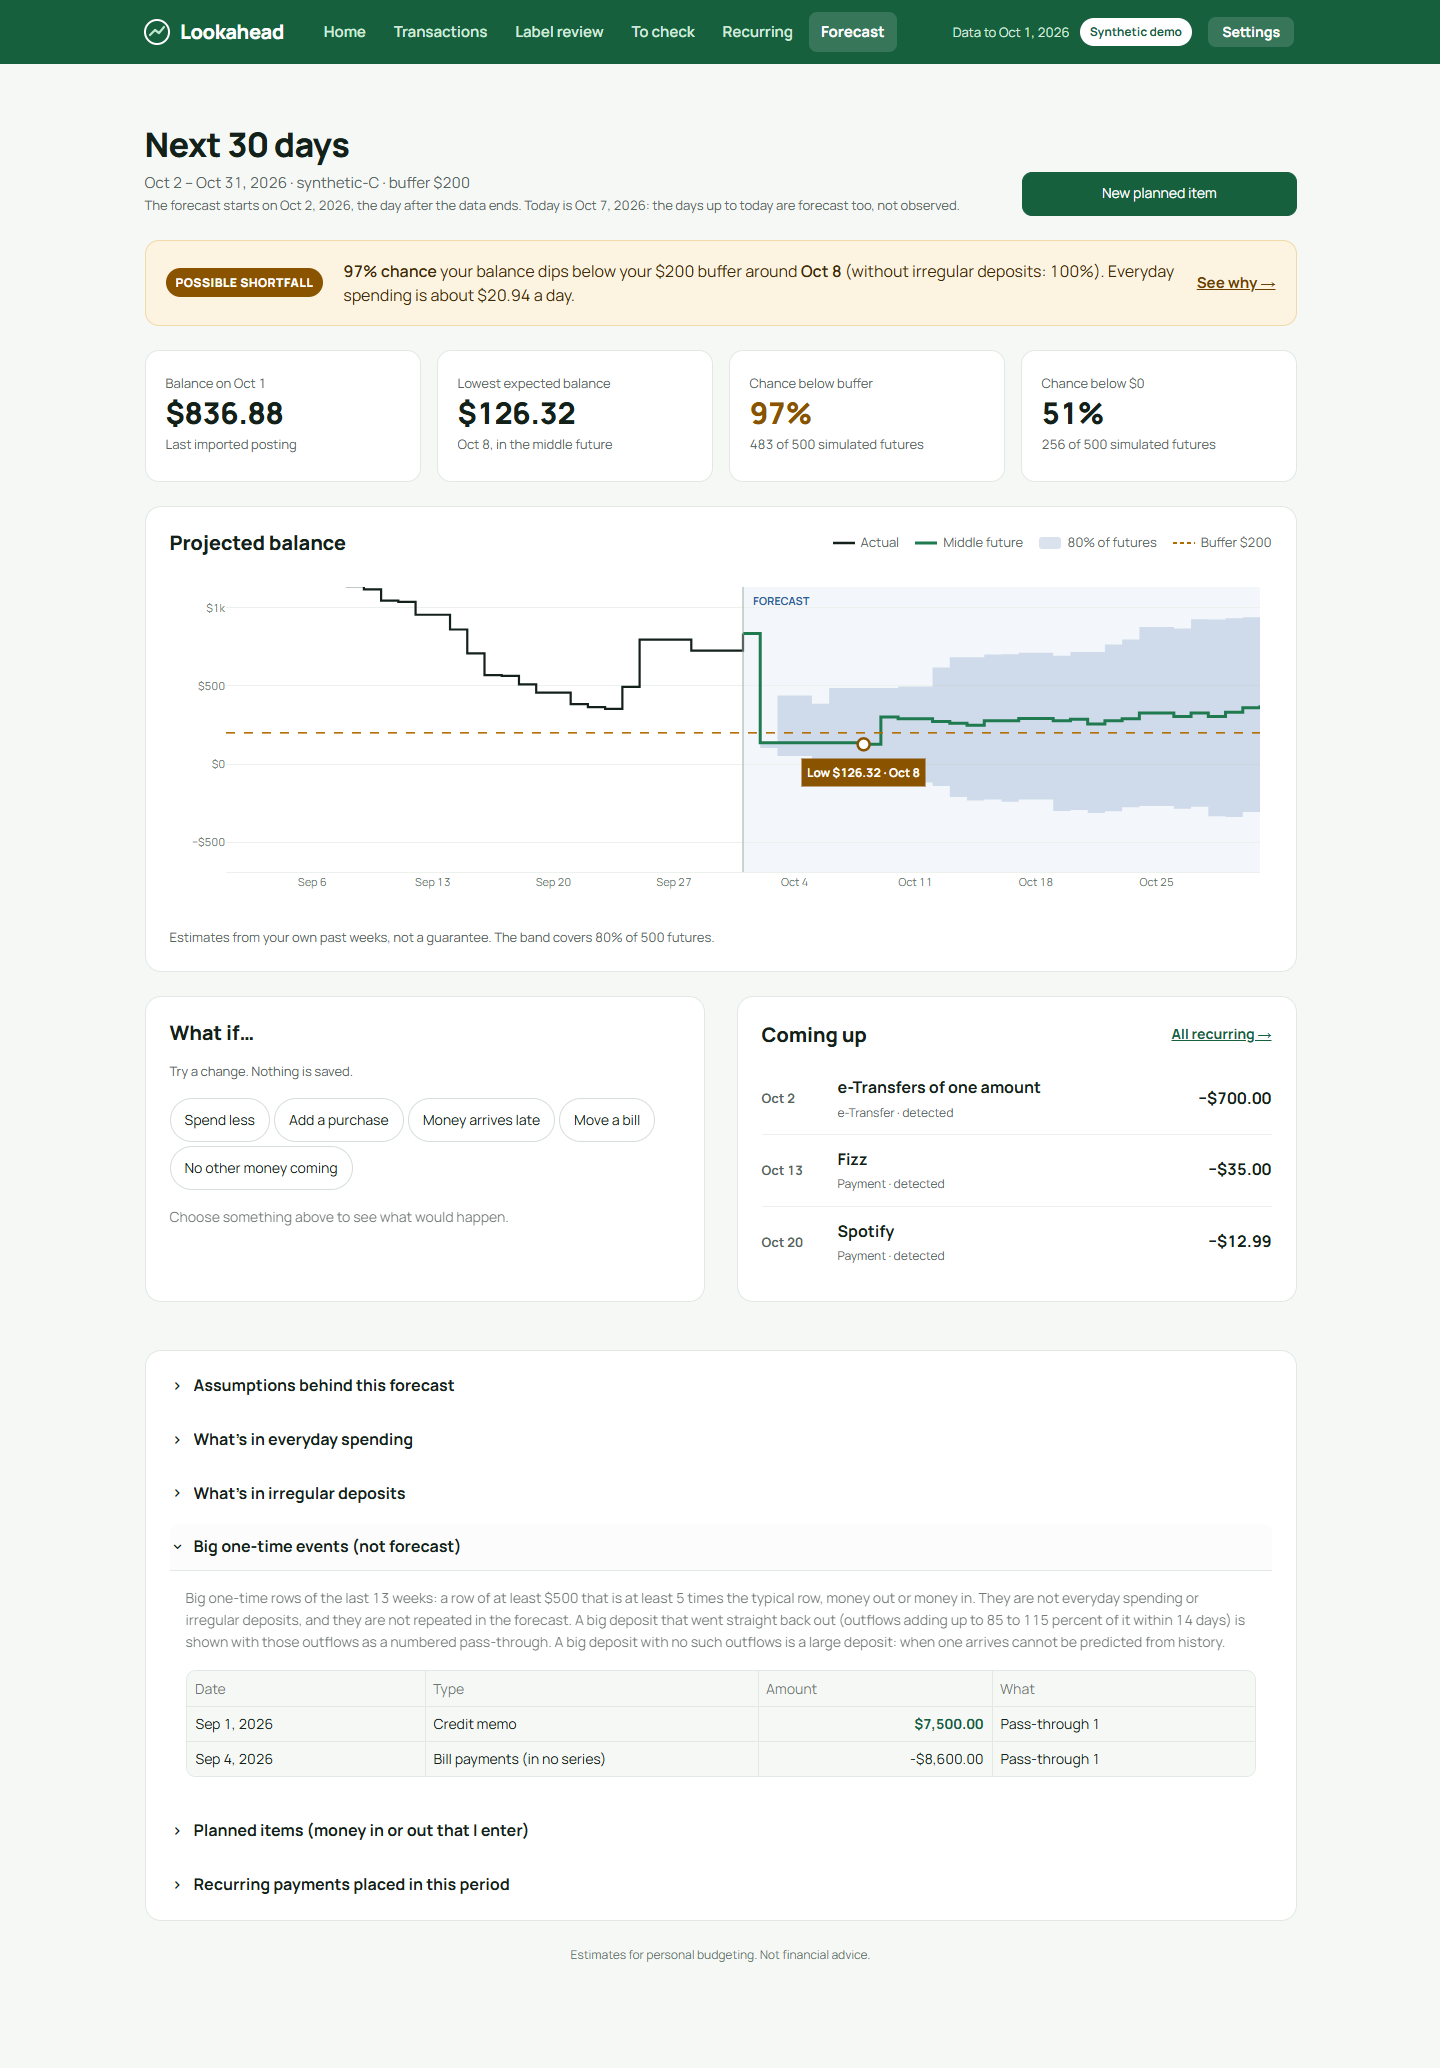 Lookahead
Home
Transactions
Label review
To check
Recurring
Forecast
Data to Oct 1, 2026
Synthetic demo
Settings
Next 30 days
Oct 2 – Oct 31, 2026 · synthetic-C · buffer $200
The forecast starts on Oct 2, 2026, the day after the data ends. Today is Oct 7, 2026: the days up to today are forecast too, not observed.
New planned item
POSSIBLE SHORTFALL
97% chance your balance dips below your $200 buffer around Oct 8 (without irregular deposits: 100%). Everyday
spending is about $20.94 a day.
See why →
Balance on Oct 1
$836.88
Last imported posting
Lowest expected balance
$126.32
Oct 8, in the middle future
Chance below buffer
97%
483 of 500 simulated futures
Chance below $0
51%
256 of 500 simulated futures
Projected balance
Actual
Middle future
80% of futures
Buffer $200
FORECAST
$1k
$500
$0
−$500
Low $126.32 · Oct 8
Sep 6
Sep 13
Sep 20
Sep 27
Oct 4
Oct 11
Oct 18
Oct 25
Estimates from your own past weeks, not a guarantee. The band covers 80% of 500 futures.
What if…
Try a change. Nothing is saved.
Spend less
Add a purchase
Money arrives late
Move a bill
No other money coming
Choose something above to see what would happen.
Coming up
All recurring →
Oct 2
e-Transfers of one amount
e-Transfer · detected
−$700.00
Oct 13
Fizz
Payment · detected
−$35.00
Oct 20
Spotify
Payment · detected
−$12.99
Assumptions behind this forecast
What's in everyday spending
What's in irregular deposits
Big one-time events (not forecast)
Big one-time rows of the last 13 weeks: a row of at least $500 that is at least 5 times the typical row, money out or money in. They are not everyday spending or
irregular deposits, and they are not repeated in the forecast. A big deposit that went straight back out (outflows adding up to 85 to 115 percent of it within 14 days) is
shown with those outflows as a numbered pass-through. A big deposit with no such outflows is a large deposit: when one arrives cannot be predicted from history.
Date
Type
Amount
What
Sep 1, 2026
Credit memo
$7,500.00
Pass-through 1
Sep 4, 2026
Bill payments (in no series)
-$8,600.00
Pass-through 1
Planned items (money in or out that I enter)
Recurring payments placed in this period
Estimates for personal budgeting. Not financial advice.